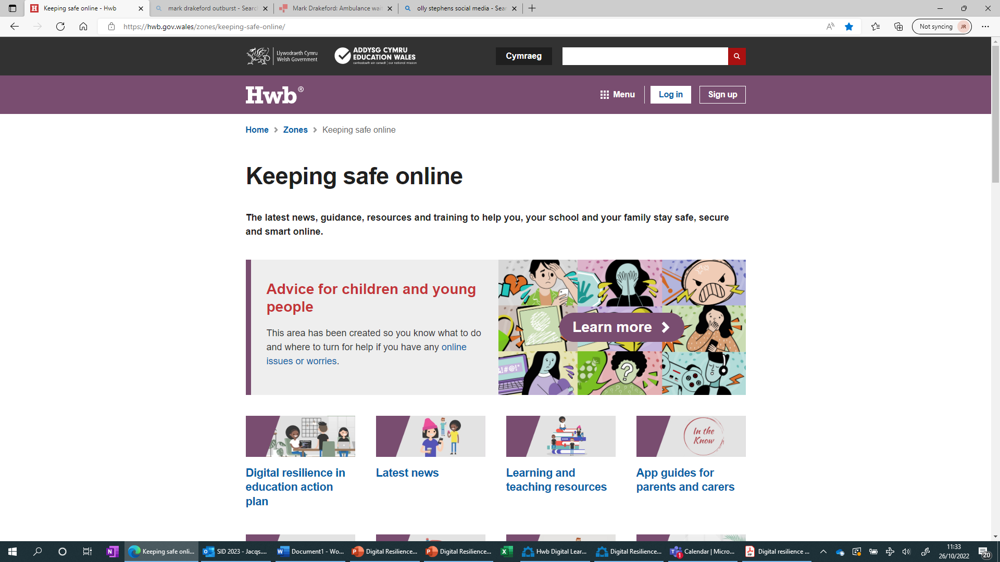 Keeping safe online - Hwb
mark drakeford outburst - Searc
Mark Drakeford: Ambulance wait
olly stephens social media - Sear
https://hwb.gov.wales/zones/keeping-safe-online/
Not syncing
JR
Llywodraeth Cymru
Welsh Government
ADDYSG CYMRU
EDUCATION WALES
cenhadaeth ein cenedl | our national mission
Cymraeg
Hwb®
Menu
Log in
Sign up
Home
Zones
Keeping safe online
Keeping safe online
The latest news, guidance, resources and training to help you, your school and your family stay safe, secure
and smart online.
Advice for children and young
people
This area has been created so you know what to do
and where to turn for help if you have any online
issues or worries.
Learn more
&!#@!*
?
In the
Know
Digital resilience in
education action
plan
Latest news
Learning and
teaching resources
App guides for
parents and carers
Keeping safe onli...
SID 2023 - Jacqs....
Document1 - Wo...
Digital Resilience...
Digital Resilience...
Hwb Digital Lear...
Digital Resilience...
1
Calendar | Micro...
Digital resilience ...
11:33
26/10/2022
20